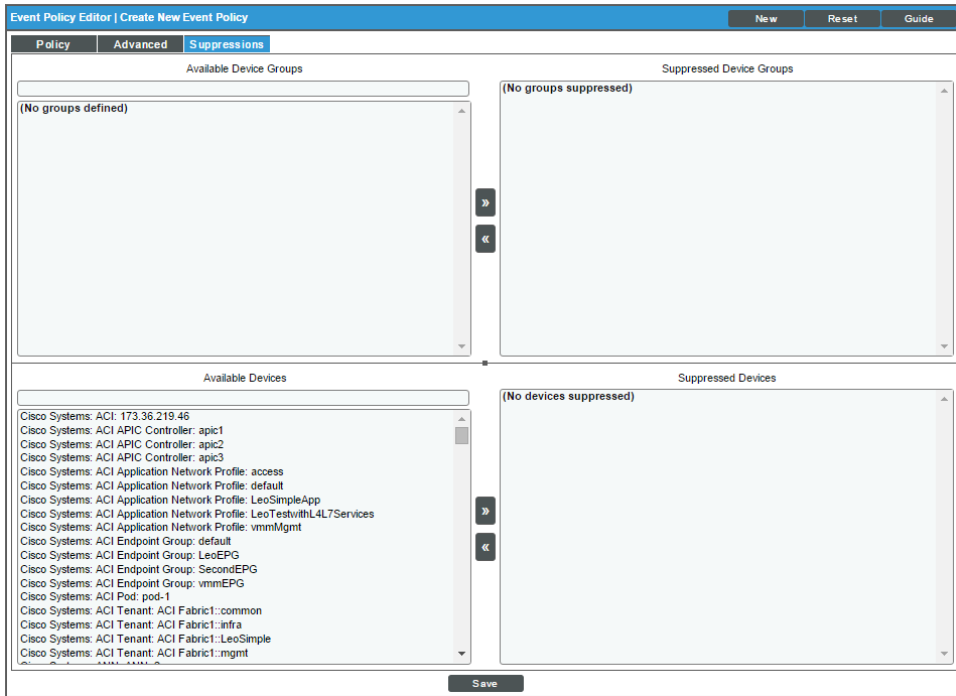 Event Policy Editor | Create New Event Policy
New
Reset
Guide
Policy
Advanced
Suppressions
Available Device Groups
(No groups defined)
»
«
Suppressed Device Groups
(No groups suppressed)
Available Devices
Cisco Systems: ACI: 173.36.219.46
Cisco Systems: ACI APIC Controller: apic1
Cisco Systems: ACI APIC Controller: apic2
Cisco Systems: ACI APIC Controller: apic3
Cisco Systems: ACI Application Network Profile: access
Cisco Systems: ACI Application Network Profile: default
Cisco Systems: ACI Application Network Profile: LeoSimpleApp
Cisco Systems: ACI Application Network Profile: LeoTestwithL4L7Services
Cisco Systems: ACI Application Network Profile: vmmMgmt
Cisco Systems: ACI Endpoint Group: default
Cisco Systems: ACI Endpoint Group: LeoEPG
Cisco Systems: ACI Endpoint Group: SecondEPG
Cisco Systems: ACI Endpoint Group: vmmEPG
Cisco Systems: ACI Pod: pod-1
Cisco Systems: ACI Tenant: ACI Fabric1::common
Cisco Systems: ACI Tenant: ACI Fabric1::infra
Cisco Systems: ACI Tenant: ACI Fabric1::LeoSimple
Cisco Systems: ACI Tenant: ACI Fabric1::mgmt
»
«
Suppressed Devices
(No devices suppressed)
Save